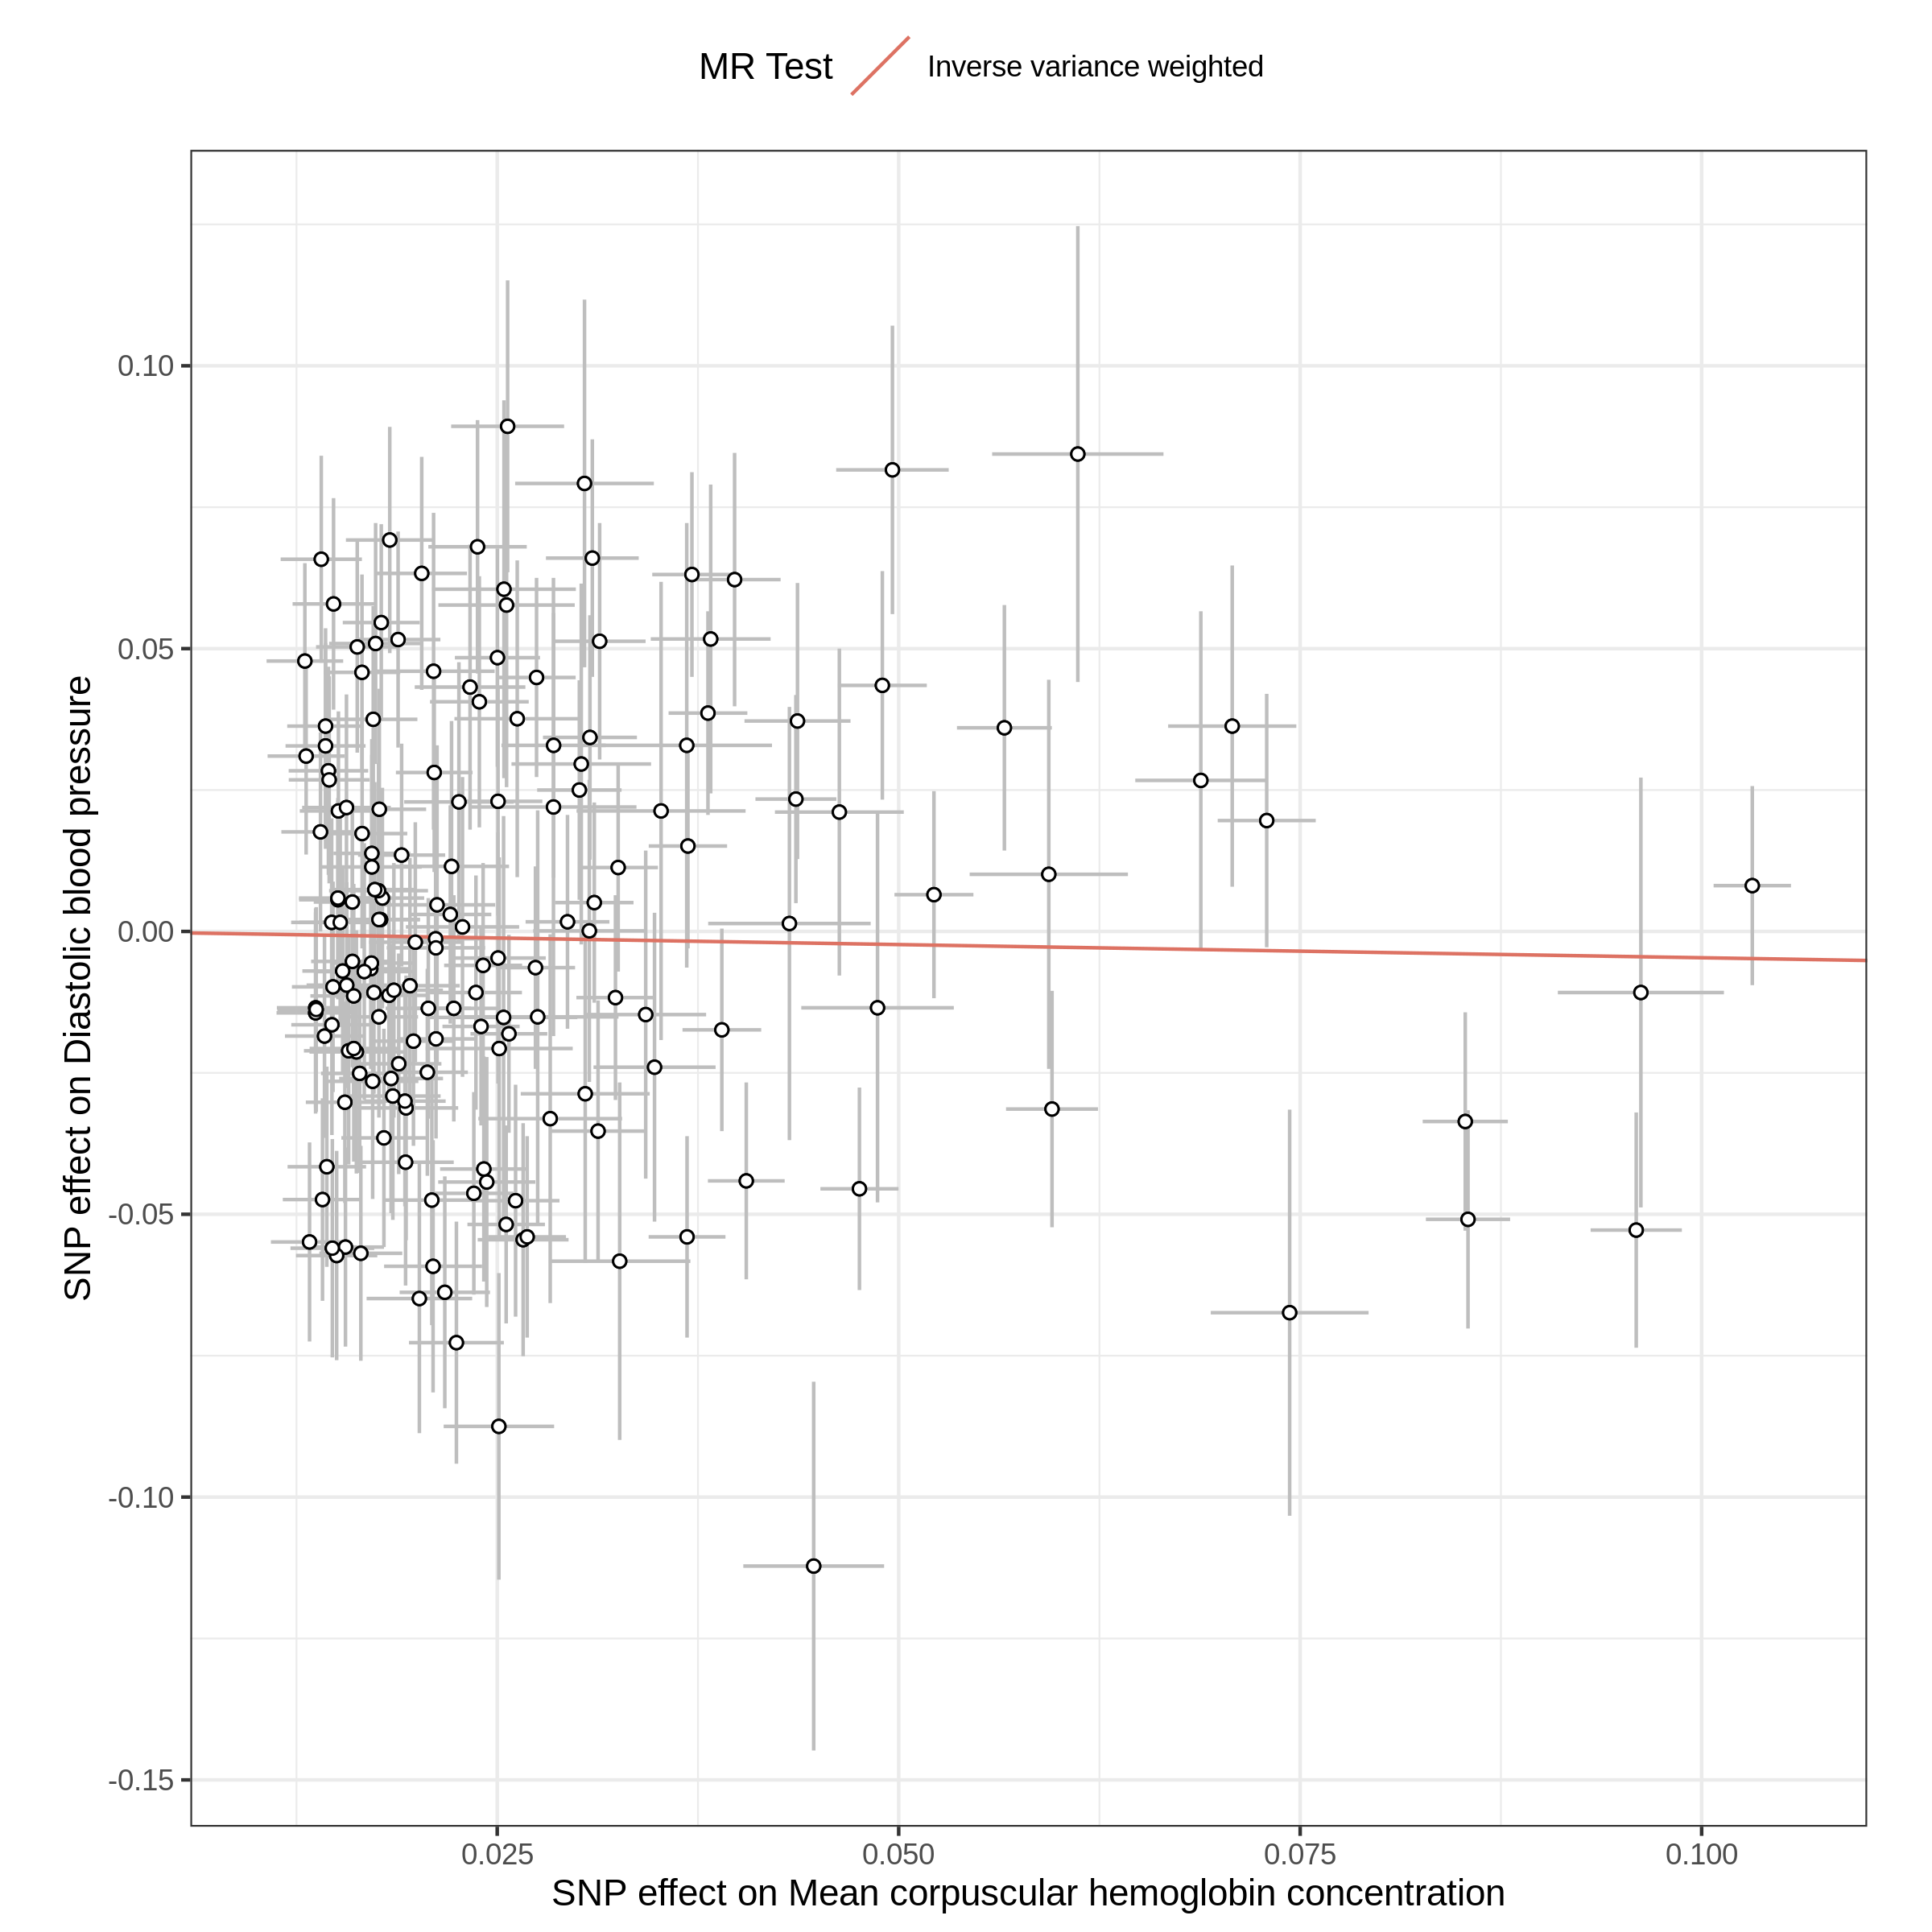 MR Test
Inverse variance weighted
0.10
0.05
0.00
-0.05
-0.10
-0.15
SNP effect on Diastolic blood pressure
0.025
0.050
0.075
0.100
SNP effect on Mean corpuscular hemoglobin concentration